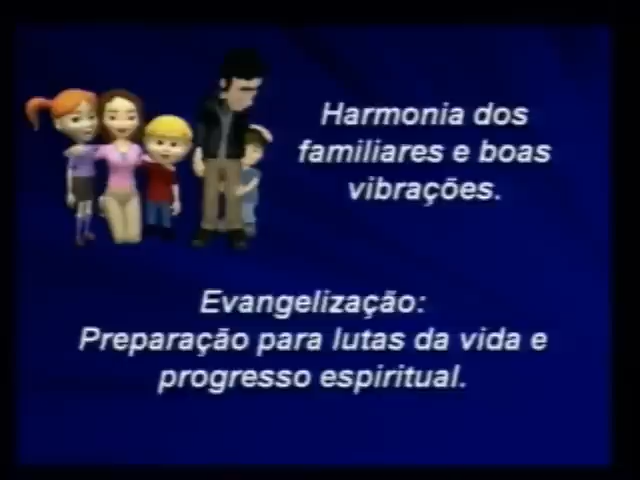 Harmonia dos
familiares e boas
vibrações.
Evangelização:
Preparação para lutas da vida e
progresso espiritual.